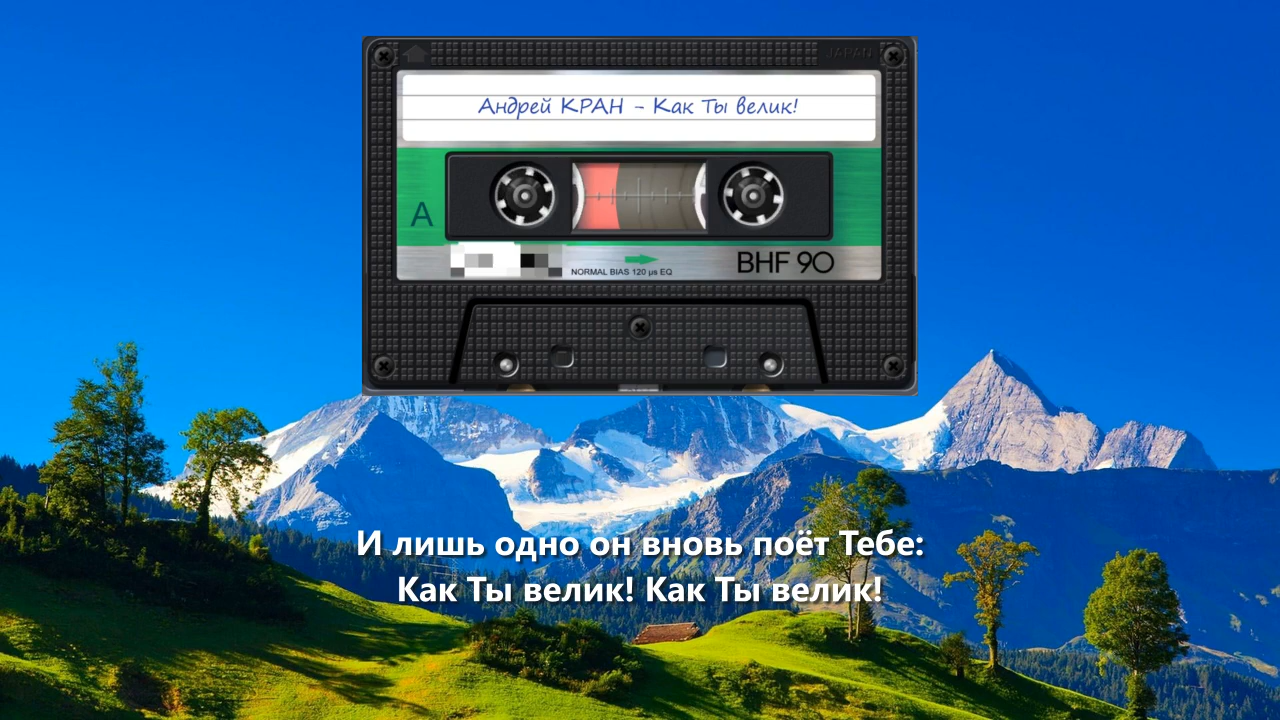 JAPAN
Андрей КРАН - Как Ты велик!
A
NORMAL BIAS 120 µs EQ
BHF 90
И лишь одно он вновь поёт Тебе:
Как Ты велик! Как Ты велик!